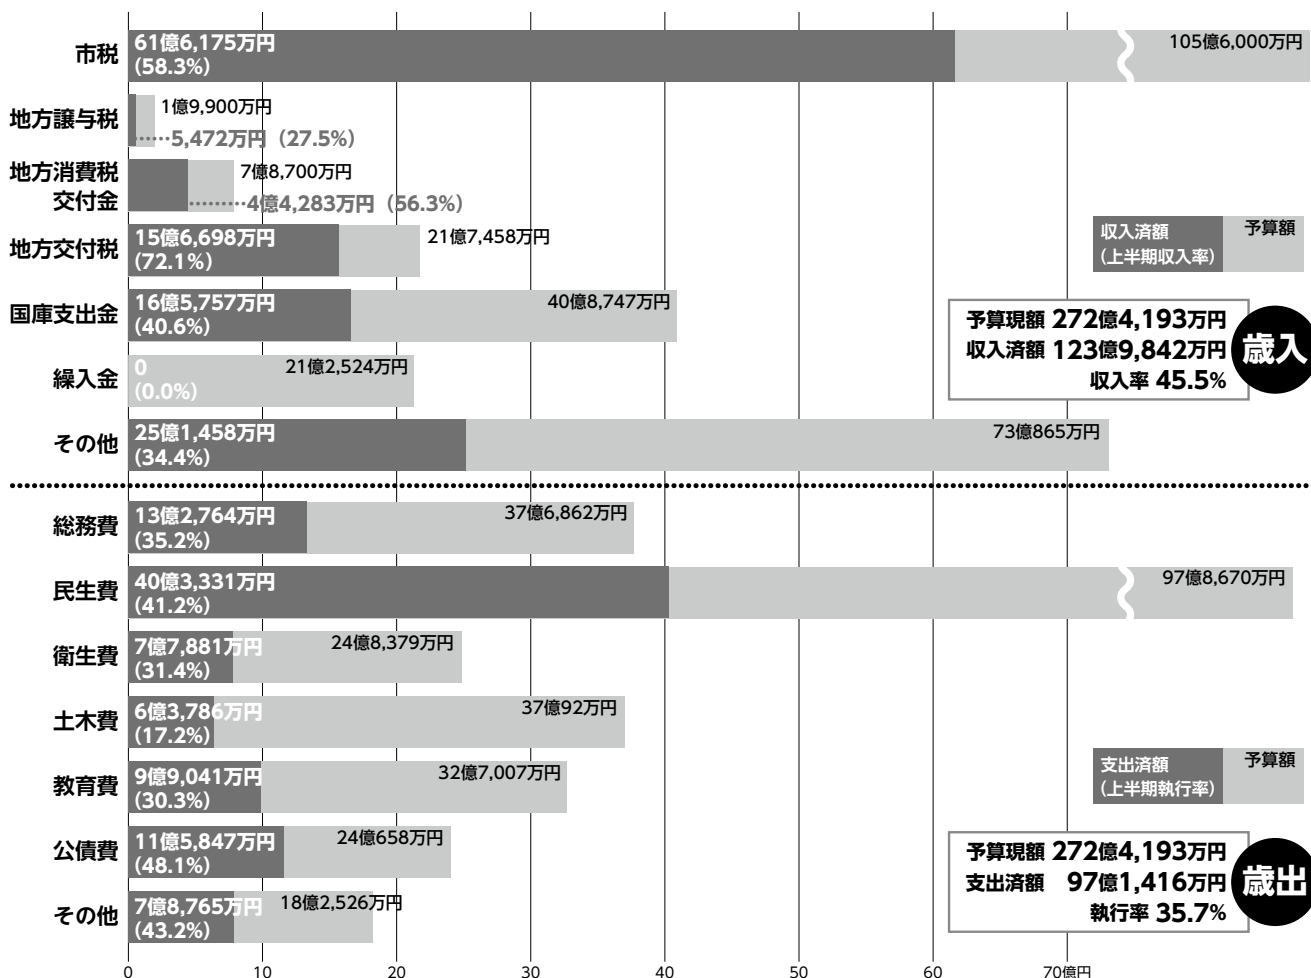 市税
61億6,175万円
(58.3%)
105億6,000万円
地方譲与税
1億9,900万円
5,472万円（27.5%）
地方消費税
交付金
7億8,700万円
4億4,283万円（56.3%）
地方交付税
15億6,698万円
(72.1%)
21億7,458万円
国庫支出金
16億5,757万円
(40.6%)
40億8,747万円
繰入金
0
(0.0%)
21億2,524万円
その他
25億1,458万円
(34.4%)
73億865万円
収入済額
(上半期収入率)
予算額
予算現額 272億4,193万円
収入済額 123億9,842万円
収入率 45.5%
歳入
総務費
13億2,764万円
(35.2%)
37億6,862万円
民生費
40億3,331万円
(41.2%)
97億8,670万円
衛生費
7億7,881万円
(31.4%)
24億8,379万円
土木費
6億3,786万円
(17.2%)
37億92万円
教育費
9億9,041万円
(30.3%)
32億7,007万円
公債費
11億5,847万円
(48.1%)
24億658万円
その他
7億8,765万円
(43.2%)
18億2,526万円
支出済額
(上半期執行率)
予算額
予算現額 272億4,193万円
支出済額 97億1,416万円
執行率 35.7%
歳出
0 10 20 30 40 50 60 70億円